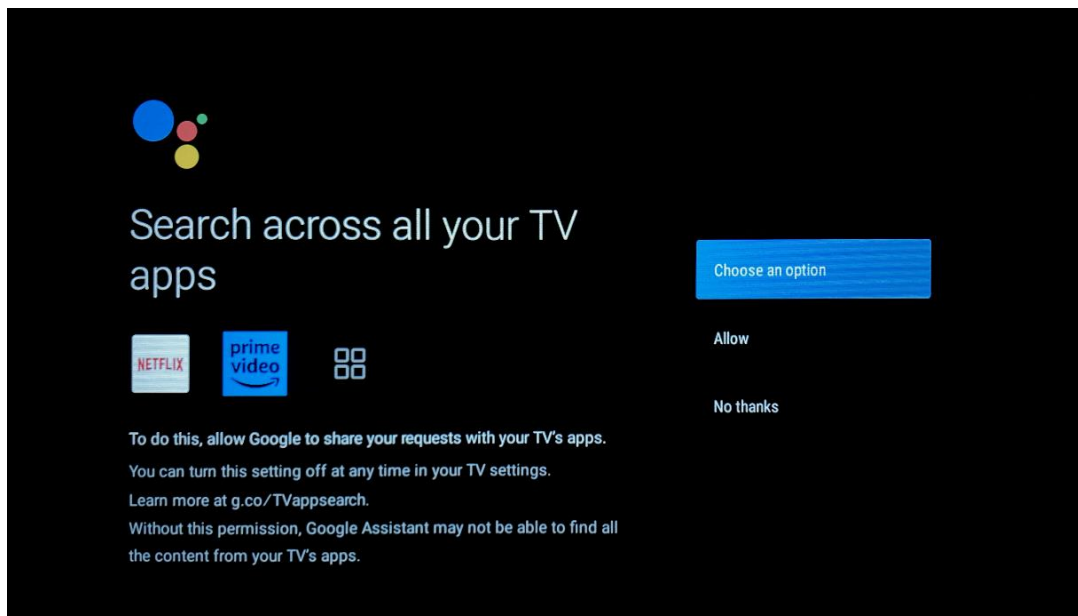 Search across all your TV
apps
NETFLIX
prime
video
To do this, allow Google to share your requests with your TV's apps.
You can turn this setting off at any time in your TV settings.
Learn more at g.co/TVappsearch.
Without this permission, Google Assistant may not be able to find all
the content from your TV's apps.
Choose an option
Allow
No thanks